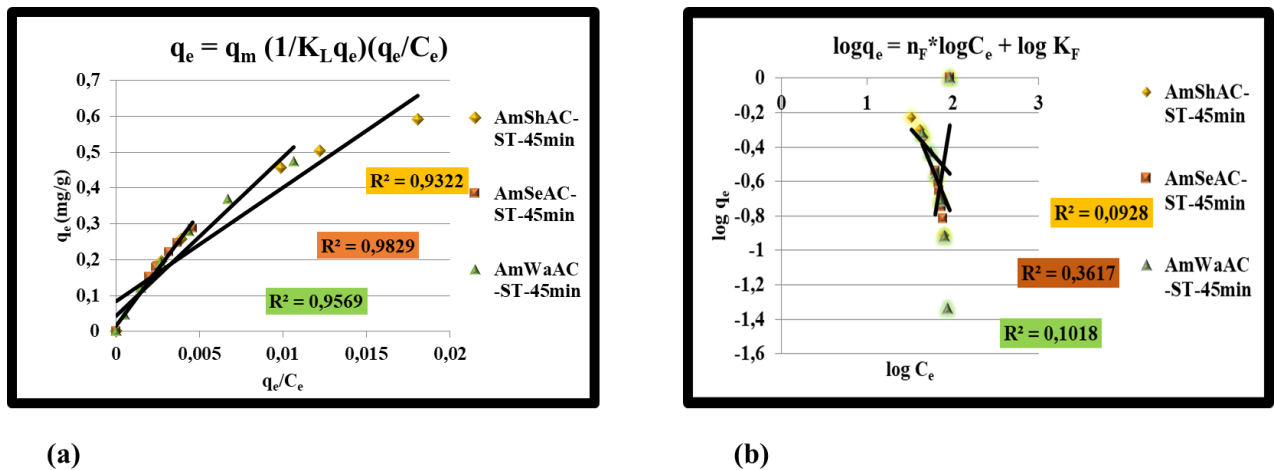 qₑ = qₘ (1/K_L qₑ)(qₑ/Cₑ)
qₑ (mg/g)
0,7
0,6
0,5
0,4
0,3
0,2
0,1
0
0
0,005
0,01
0,015
0,02
qₑ/Cₑ
R² = 0,9322
R² = 0,9829
R² = 0,9569
AmShAC-
ST-45min
AmSeAC-
ST-45min
AmWaAC
-ST-45min
(a)
logqₑ = n_F*logCₑ + log K_F
log qₑ
0
-0,2
-0,4
-0,6
-0,8
-1
-1,2
-1,4
-1,6
0
1
2
3
log Cₑ
R² = 0,0928
R² = 0,3617
R² = 0,1018
AmShAC-
ST-45min
AmSeAC-
ST-45min
AmWaAC
-ST-45min
(b)